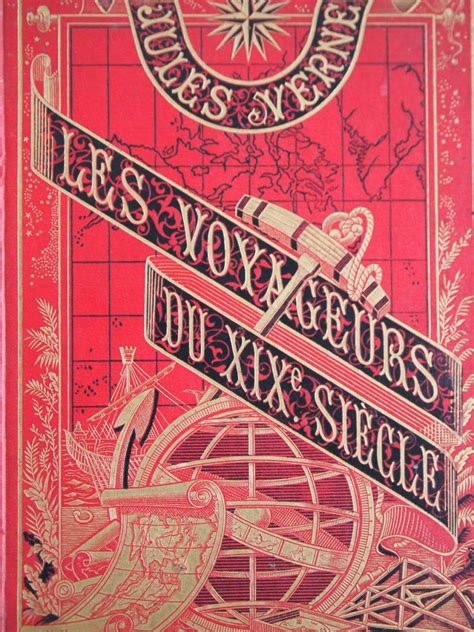 JULES VERNE
LES VOYAGEURS
DU XIXe SIÈCLE